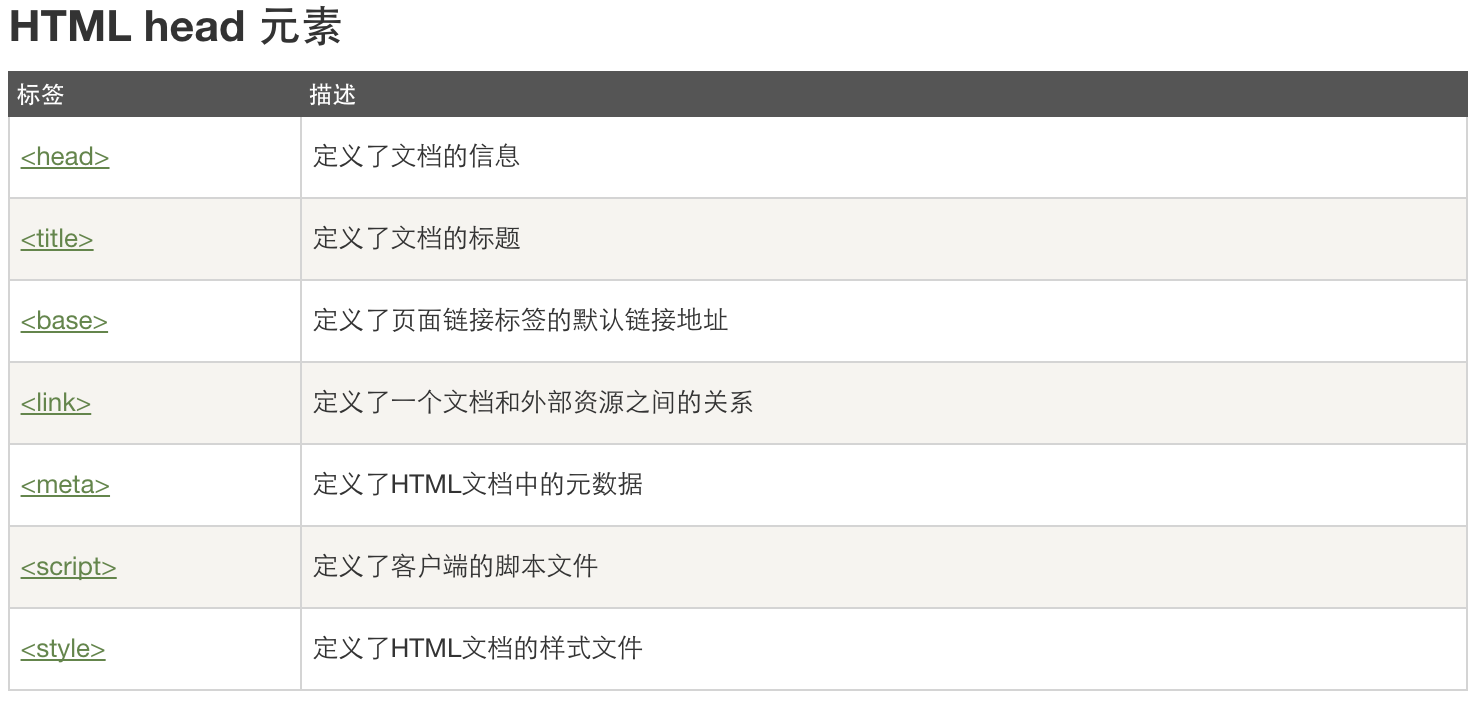 HTML head 元素
标签 描述
<head> 定义了文档的信息
<title> 定义了文档的标题
<base> 定义了页面链接标签的默认链接地址
<link> 定义了一个文档和外部资源之间的关系
<meta> 定义了HTML文档中的元数据
<script> 定义了客户端的脚本文件
<style> 定义了HTML文档的样式文件